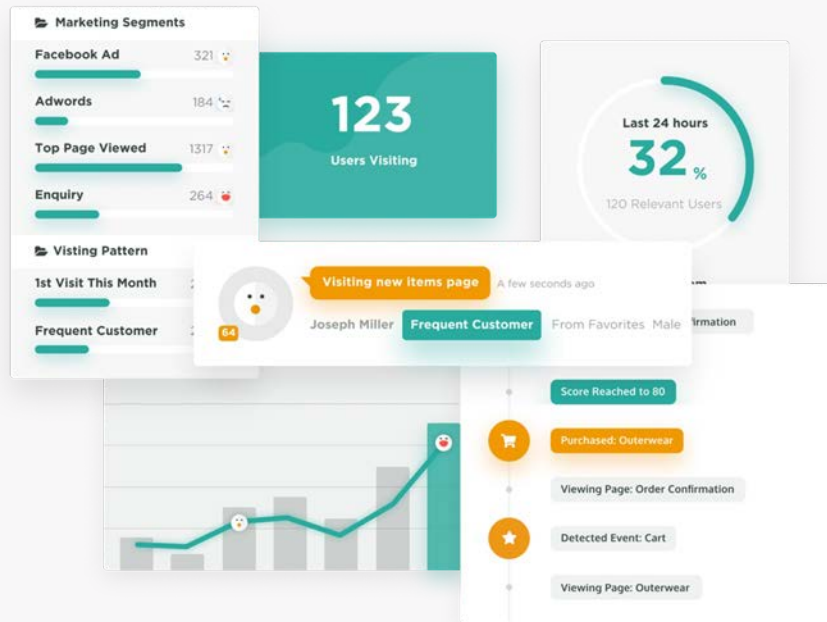 Marketing Segments
Facebook Ad 321
Adwords 184
Top Page Viewed 1317
Enquiry 264
Visting Pattern
1st Visit This Month
Frequent Customer
123
Users Visiting
Last 24 hours
32 %
120 Relevant Users
Visiting new items page A few seconds ago
64
Joseph Miller Frequent Customer From Favorites Male
Score Reached to 80
Purchased: Outerwear
Viewing Page: Order Confirmation
Detected Event: Cart
Viewing Page: Outerwear